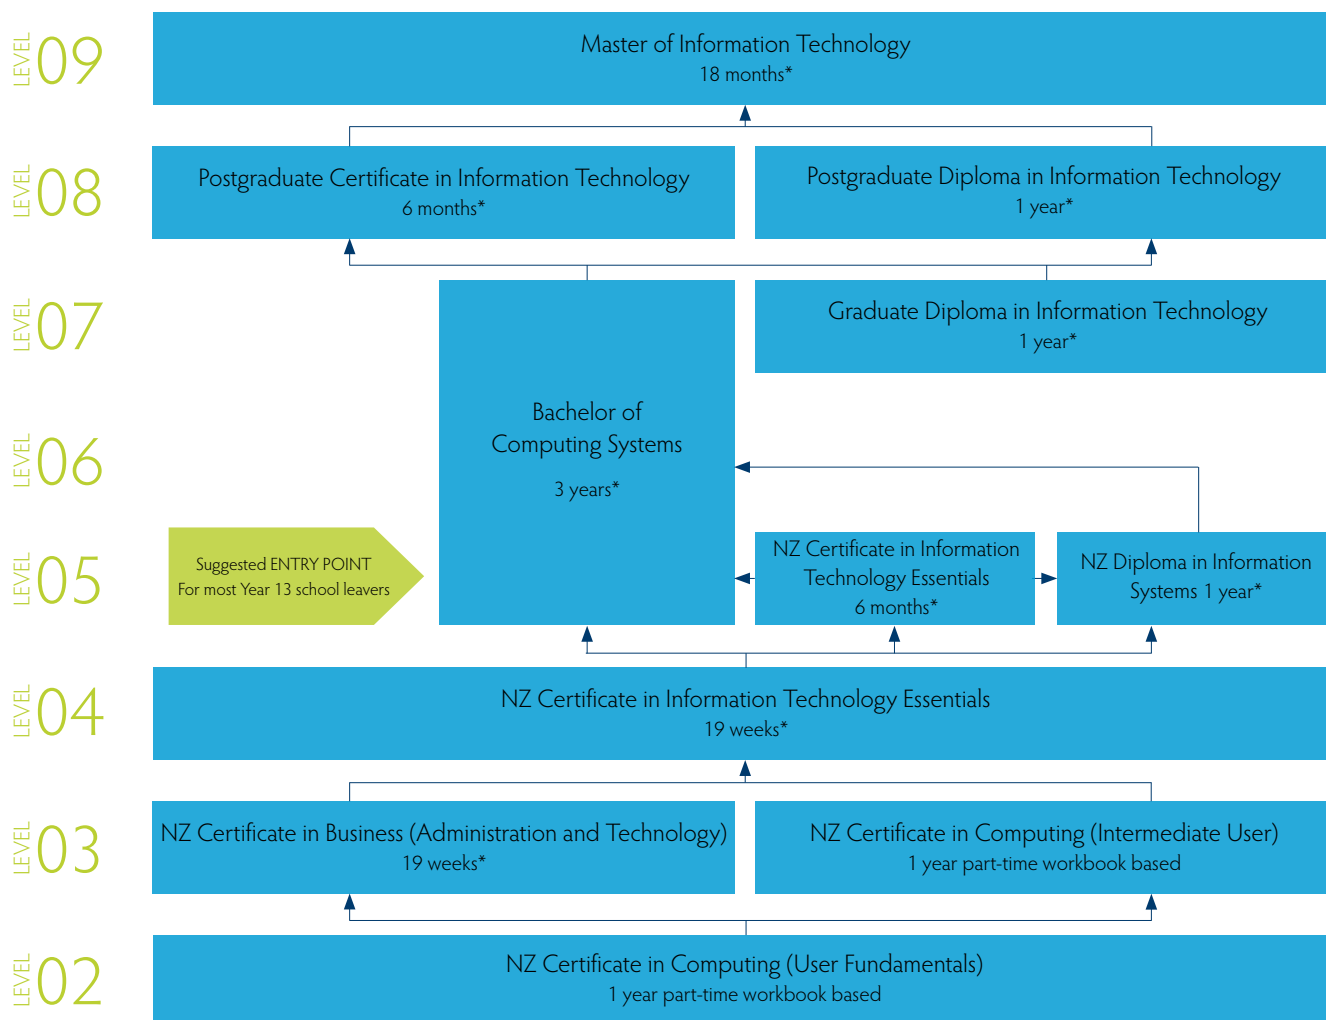 LEVEL 09
Master of Information Technology
18 months*
LEVEL 08
Postgraduate Certificate in Information Technology
6 months*
Postgraduate Diploma in Information Technology
1 year*
LEVEL 07
Graduate Diploma in Information Technology
1 year*
LEVEL 06
Bachelor of
Computing Systems
3 years*
LEVEL 05
Suggested ENTRY POINT
For most Year 13 school leavers
NZ Certificate in Information
Technology Essentials
6 months*
NZ Diploma in Information
Systems 1 year*
LEVEL 04
NZ Certificate in Information Technology Essentials
19 weeks*
LEVEL 03
NZ Certificate in Business (Administration and Technology)
19 weeks*
NZ Certificate in Computing (Intermediate User)
1 year part-time workbook based
LEVEL 02
NZ Certificate in Computing (User Fundamentals)
1 year part-time workbook based